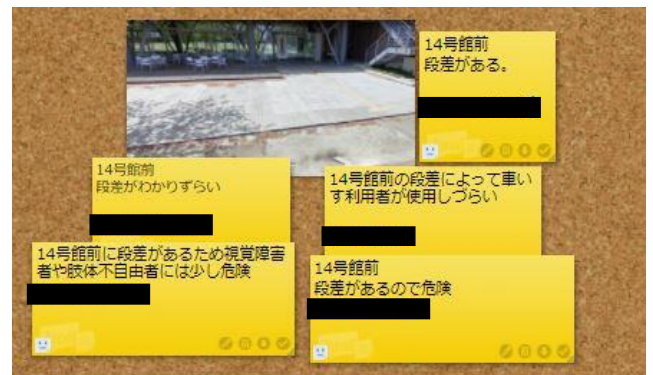 14号館前
段差がある。
14号館前
段差がわかりずらい
14号館前の段差によって車い
す利用者が使用しづらい
14号館前に段差があるため視覚障害
者や肢体不自由者には少し危険
14号館前
段差があるので危険